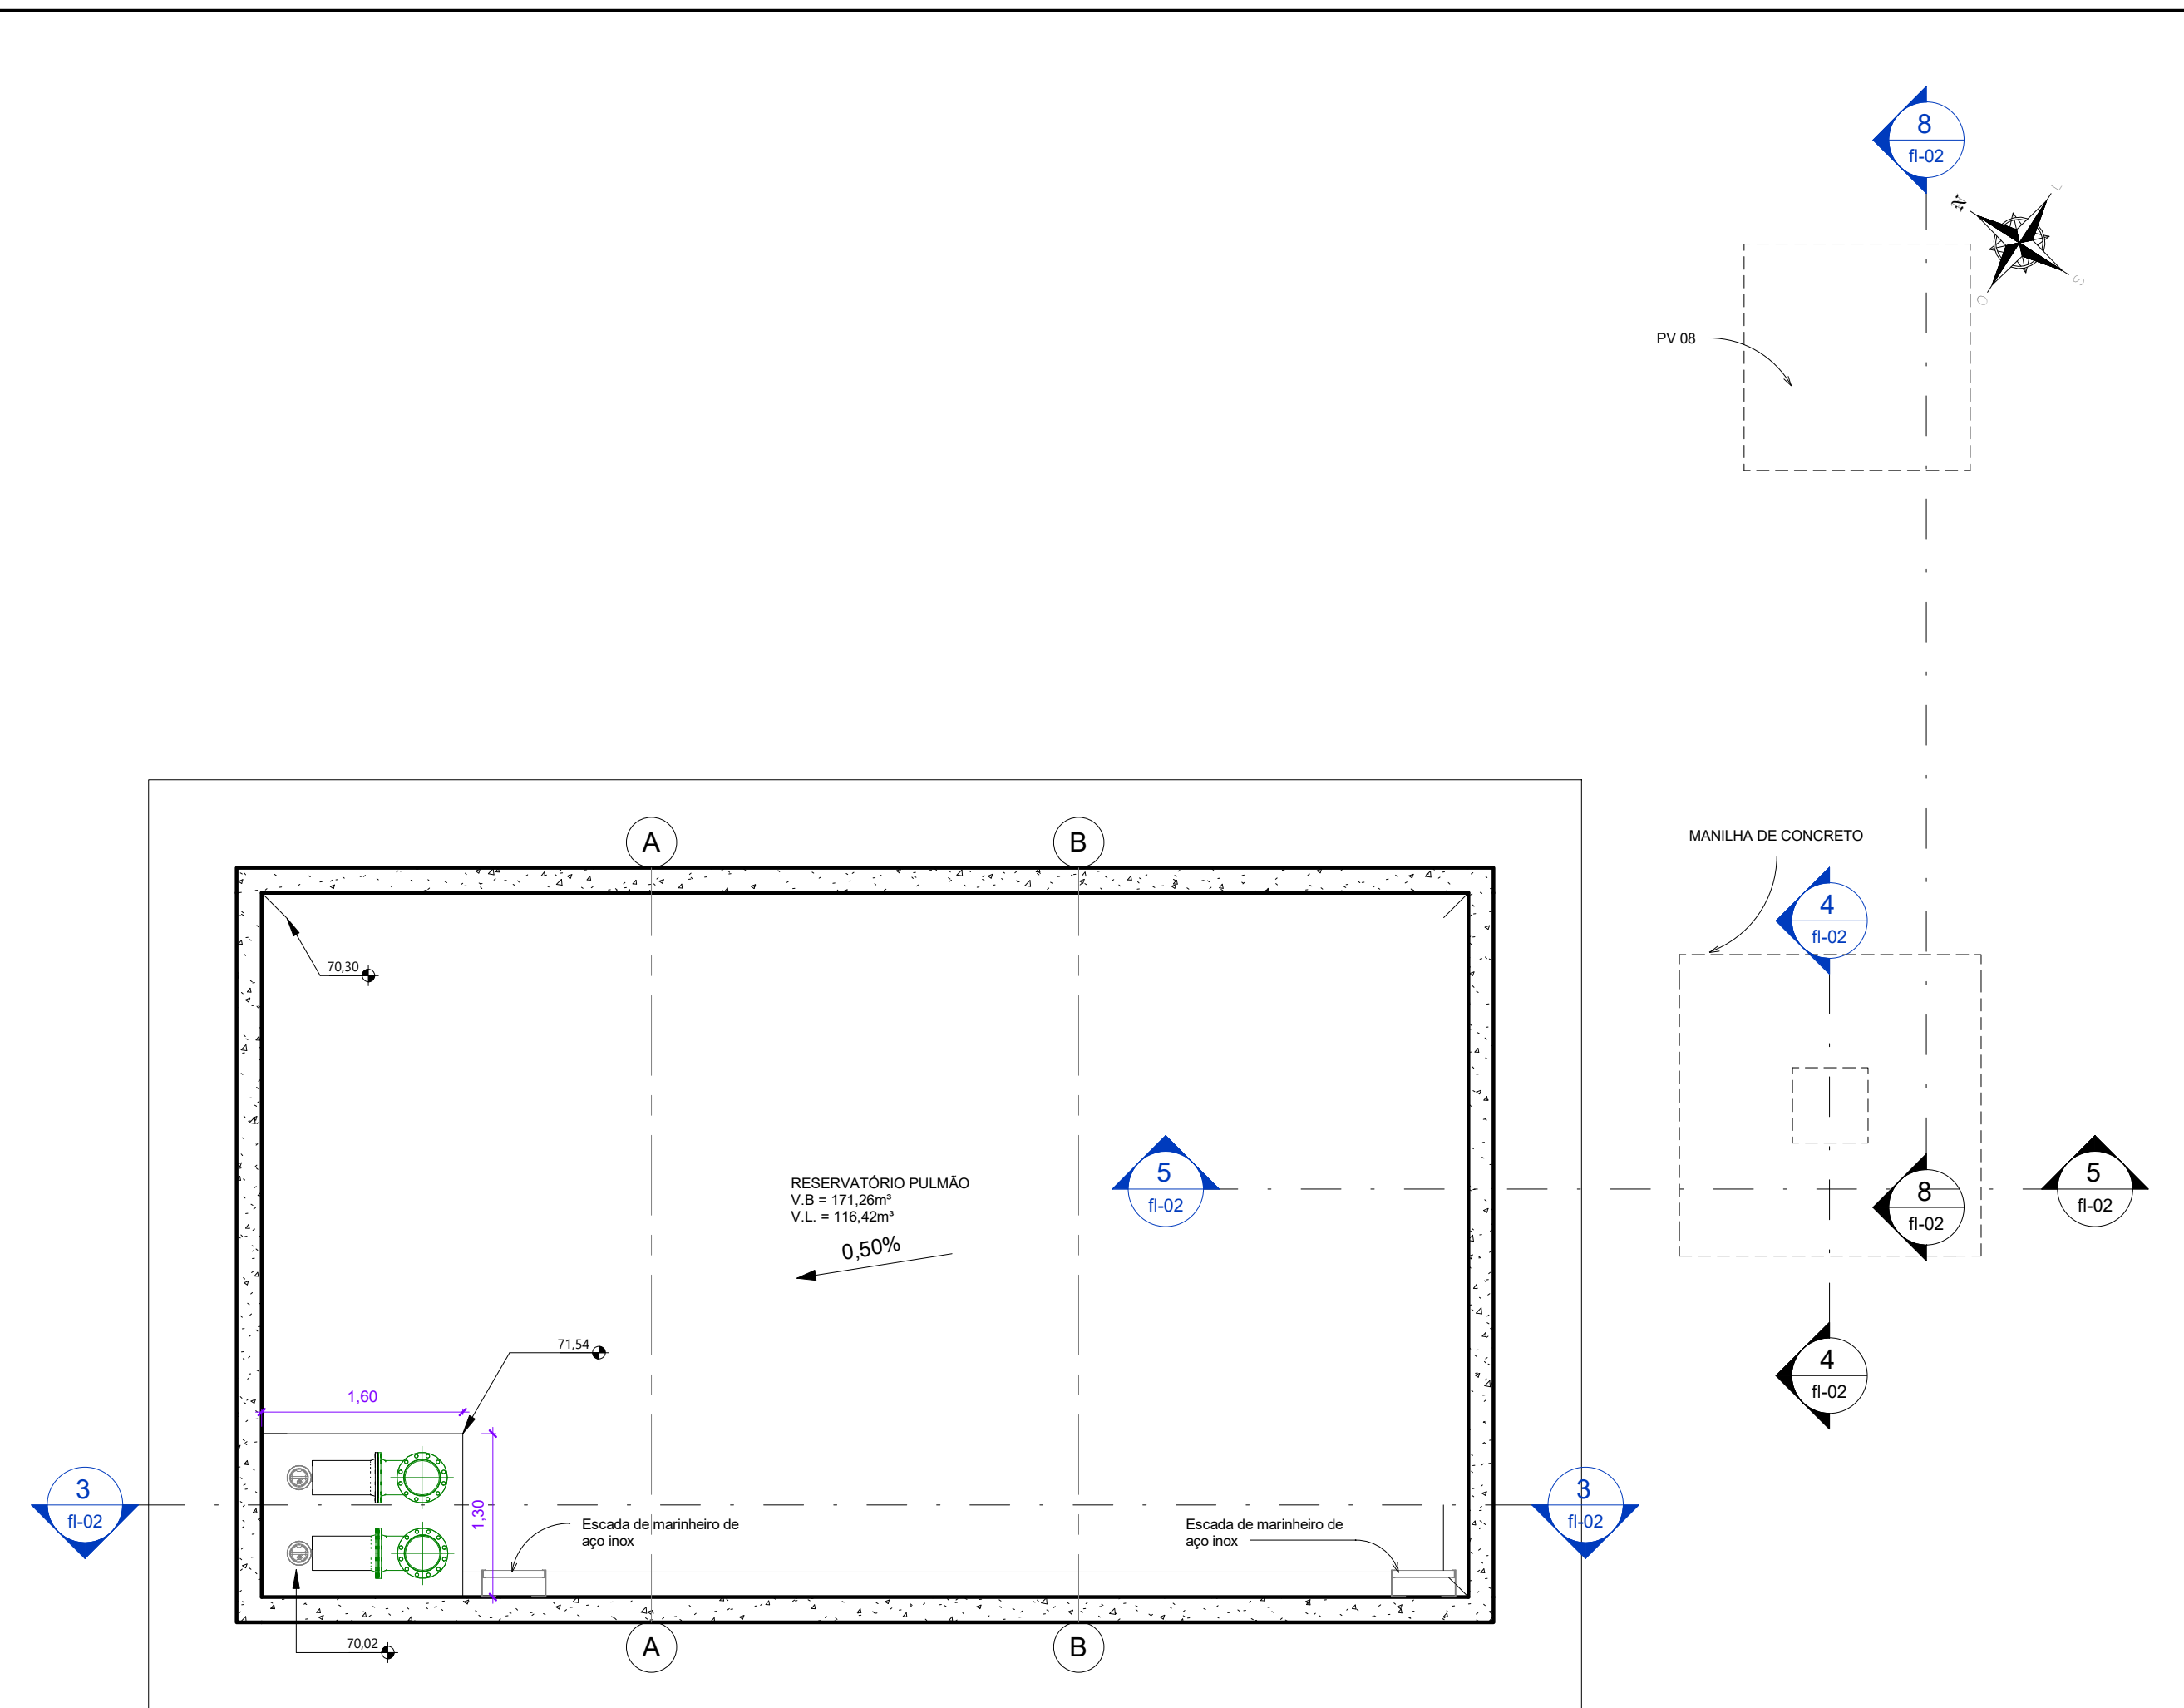 8
fl-02
N
L
S
O
PV 08
MANILHA DE CONCRETO
A
B
4
fl-02
70,30
5
fl-02
RESERVATÓRIO PULMÃO
V.B = 171,26m³
V.L. = 116,42m³
0,50%
8
fl-02
5
fl-02
71,54
4
fl-02
1,60
1,30
3
fl-02
3
fl-02
Escada de marinheiro de
aço inox
Escada de marinheiro de
aço inox
70,02
A
B